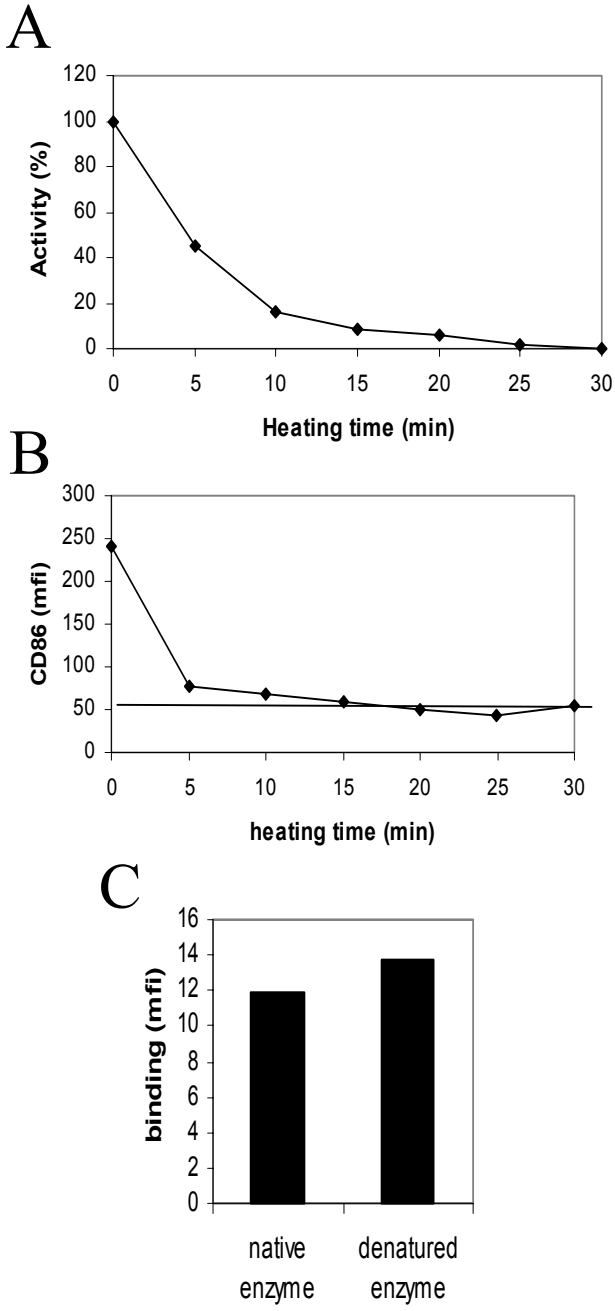 A
120
100
80
60
40
20
0
Activity (%)
0 5 10 15 20 25 30
Heating time (min)
B
300
250
200
150
100
50
0
CD86 (mfi)
0 5 10 15 20 25 30
heating time (min)
C
16
14
12
10
8
6
4
2
0
binding (mfi)
native denatured
enzyme enzyme